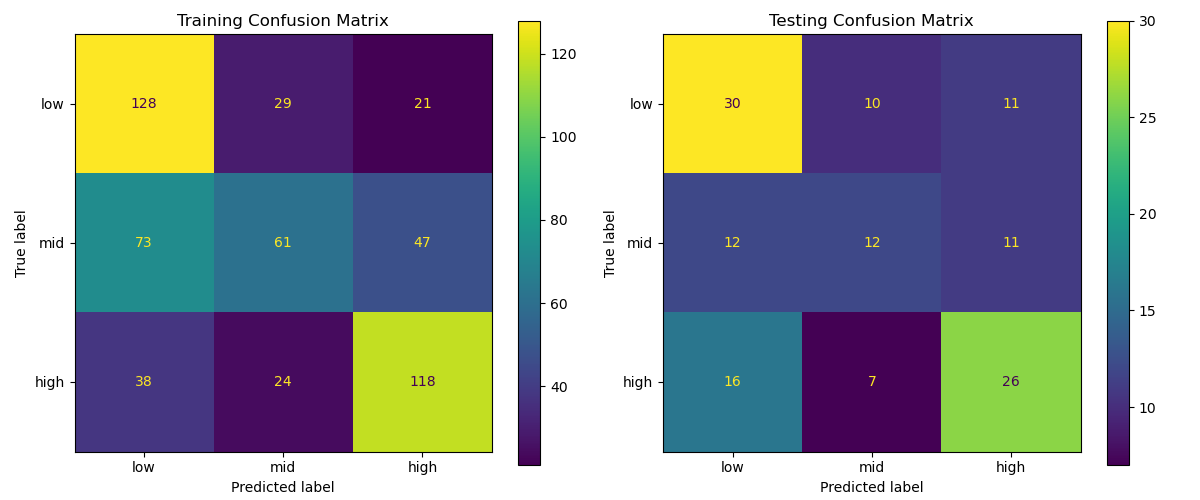 Training Confusion Matrix
True label
low
mid
high
128 29 21
73 61 47
38 24 118
low mid high
Predicted label
120
100
80
60
40
Testing Confusion Matrix
True label
low
mid
high
30 10 11
12 12 11
16 7 26
low mid high
Predicted label
30
25
20
15
10